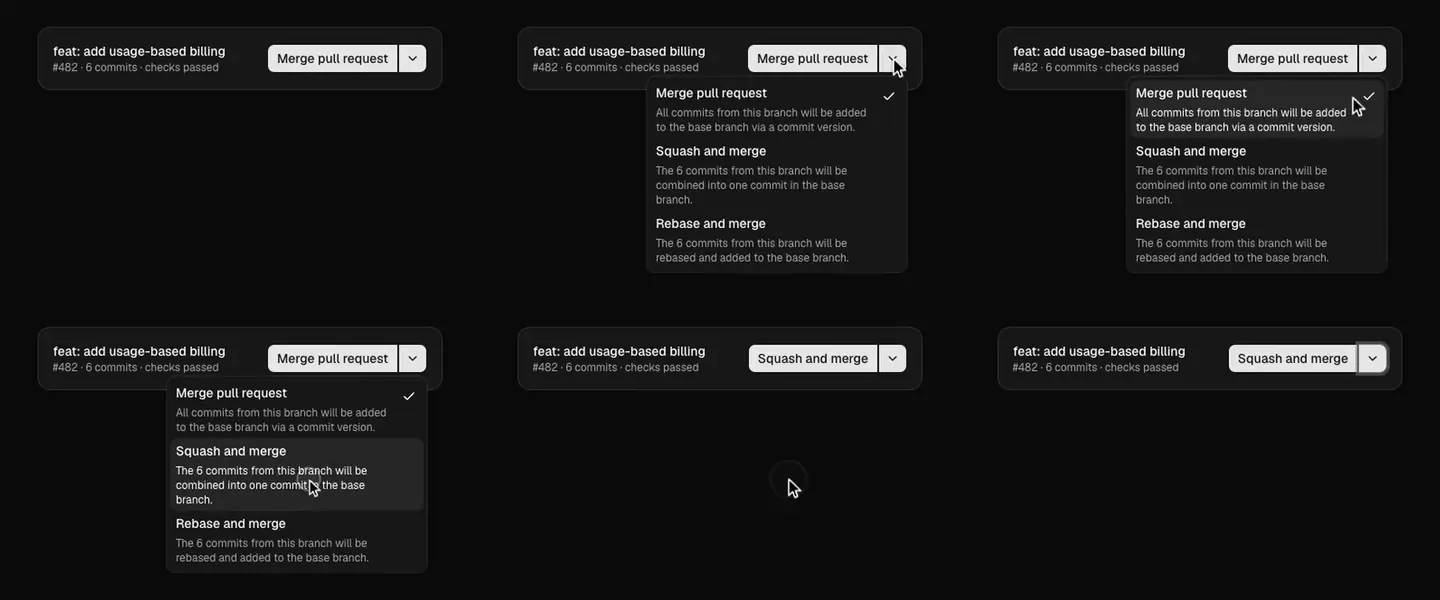 feat: add usage-based billing
#482 · 6 commits · checks passed
Merge pull request
feat: add usage-based billing
#482 · 6 commits · checks passed
Merge pull request
Merge pull request
All commits from this branch will be added
to the base branch via a commit version.
Squash and merge
The 6 commits from this branch will be
combined into one commit in the base
branch.
Rebase and merge
The 6 commits from this branch will be
rebased and added to the base branch.
feat: add usage-based billing
#482 · 6 commits · checks passed
Merge pull request
Merge pull request
All commits from this branch will be added
to the base branch via a commit version.
Squash and merge
The 6 commits from this branch will be
combined into one commit in the base
branch.
Rebase and merge
The 6 commits from this branch will be
rebased and added to the base branch.
feat: add usage-based billing
#482 · 6 commits · checks passed
Merge pull request
Merge pull request
All commits from this branch will be added
to the base branch via a commit version.
Squash and merge
The 6 commits from this branch will be
combined into one commit in the base
branch.
Rebase and merge
The 6 commits from this branch will be
rebased and added to the base branch.
feat: add usage-based billing
#482 · 6 commits · checks passed
Squash and merge
feat: add usage-based billing
#482 · 6 commits · checks passed
Squash and merge